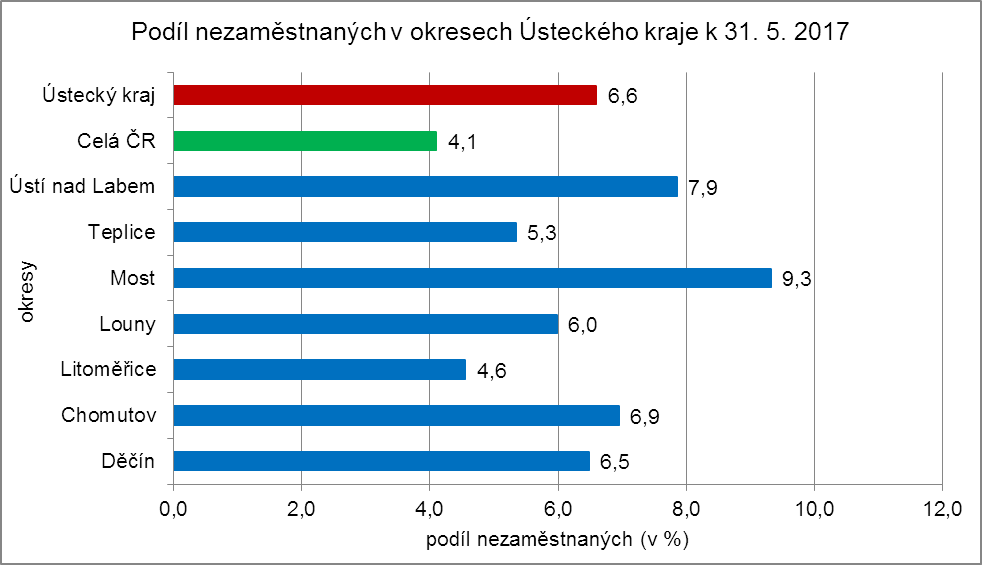 Podíl nezaměstnaných v okresech Ústeckého kraje k 31. 5. 2017
Ústecký kraj 6,6
Celá ČR 4,1
Ústí nad Labem 7,9
Teplice 5,3
Most 9,3
Louny 6,0
Litoměřice 4,6
Chomutov 6,9
Děčín 6,5
okresy
0,0 2,0 4,0 6,0 8,0 10,0 12,0
podíl nezaměstnaných (v %)